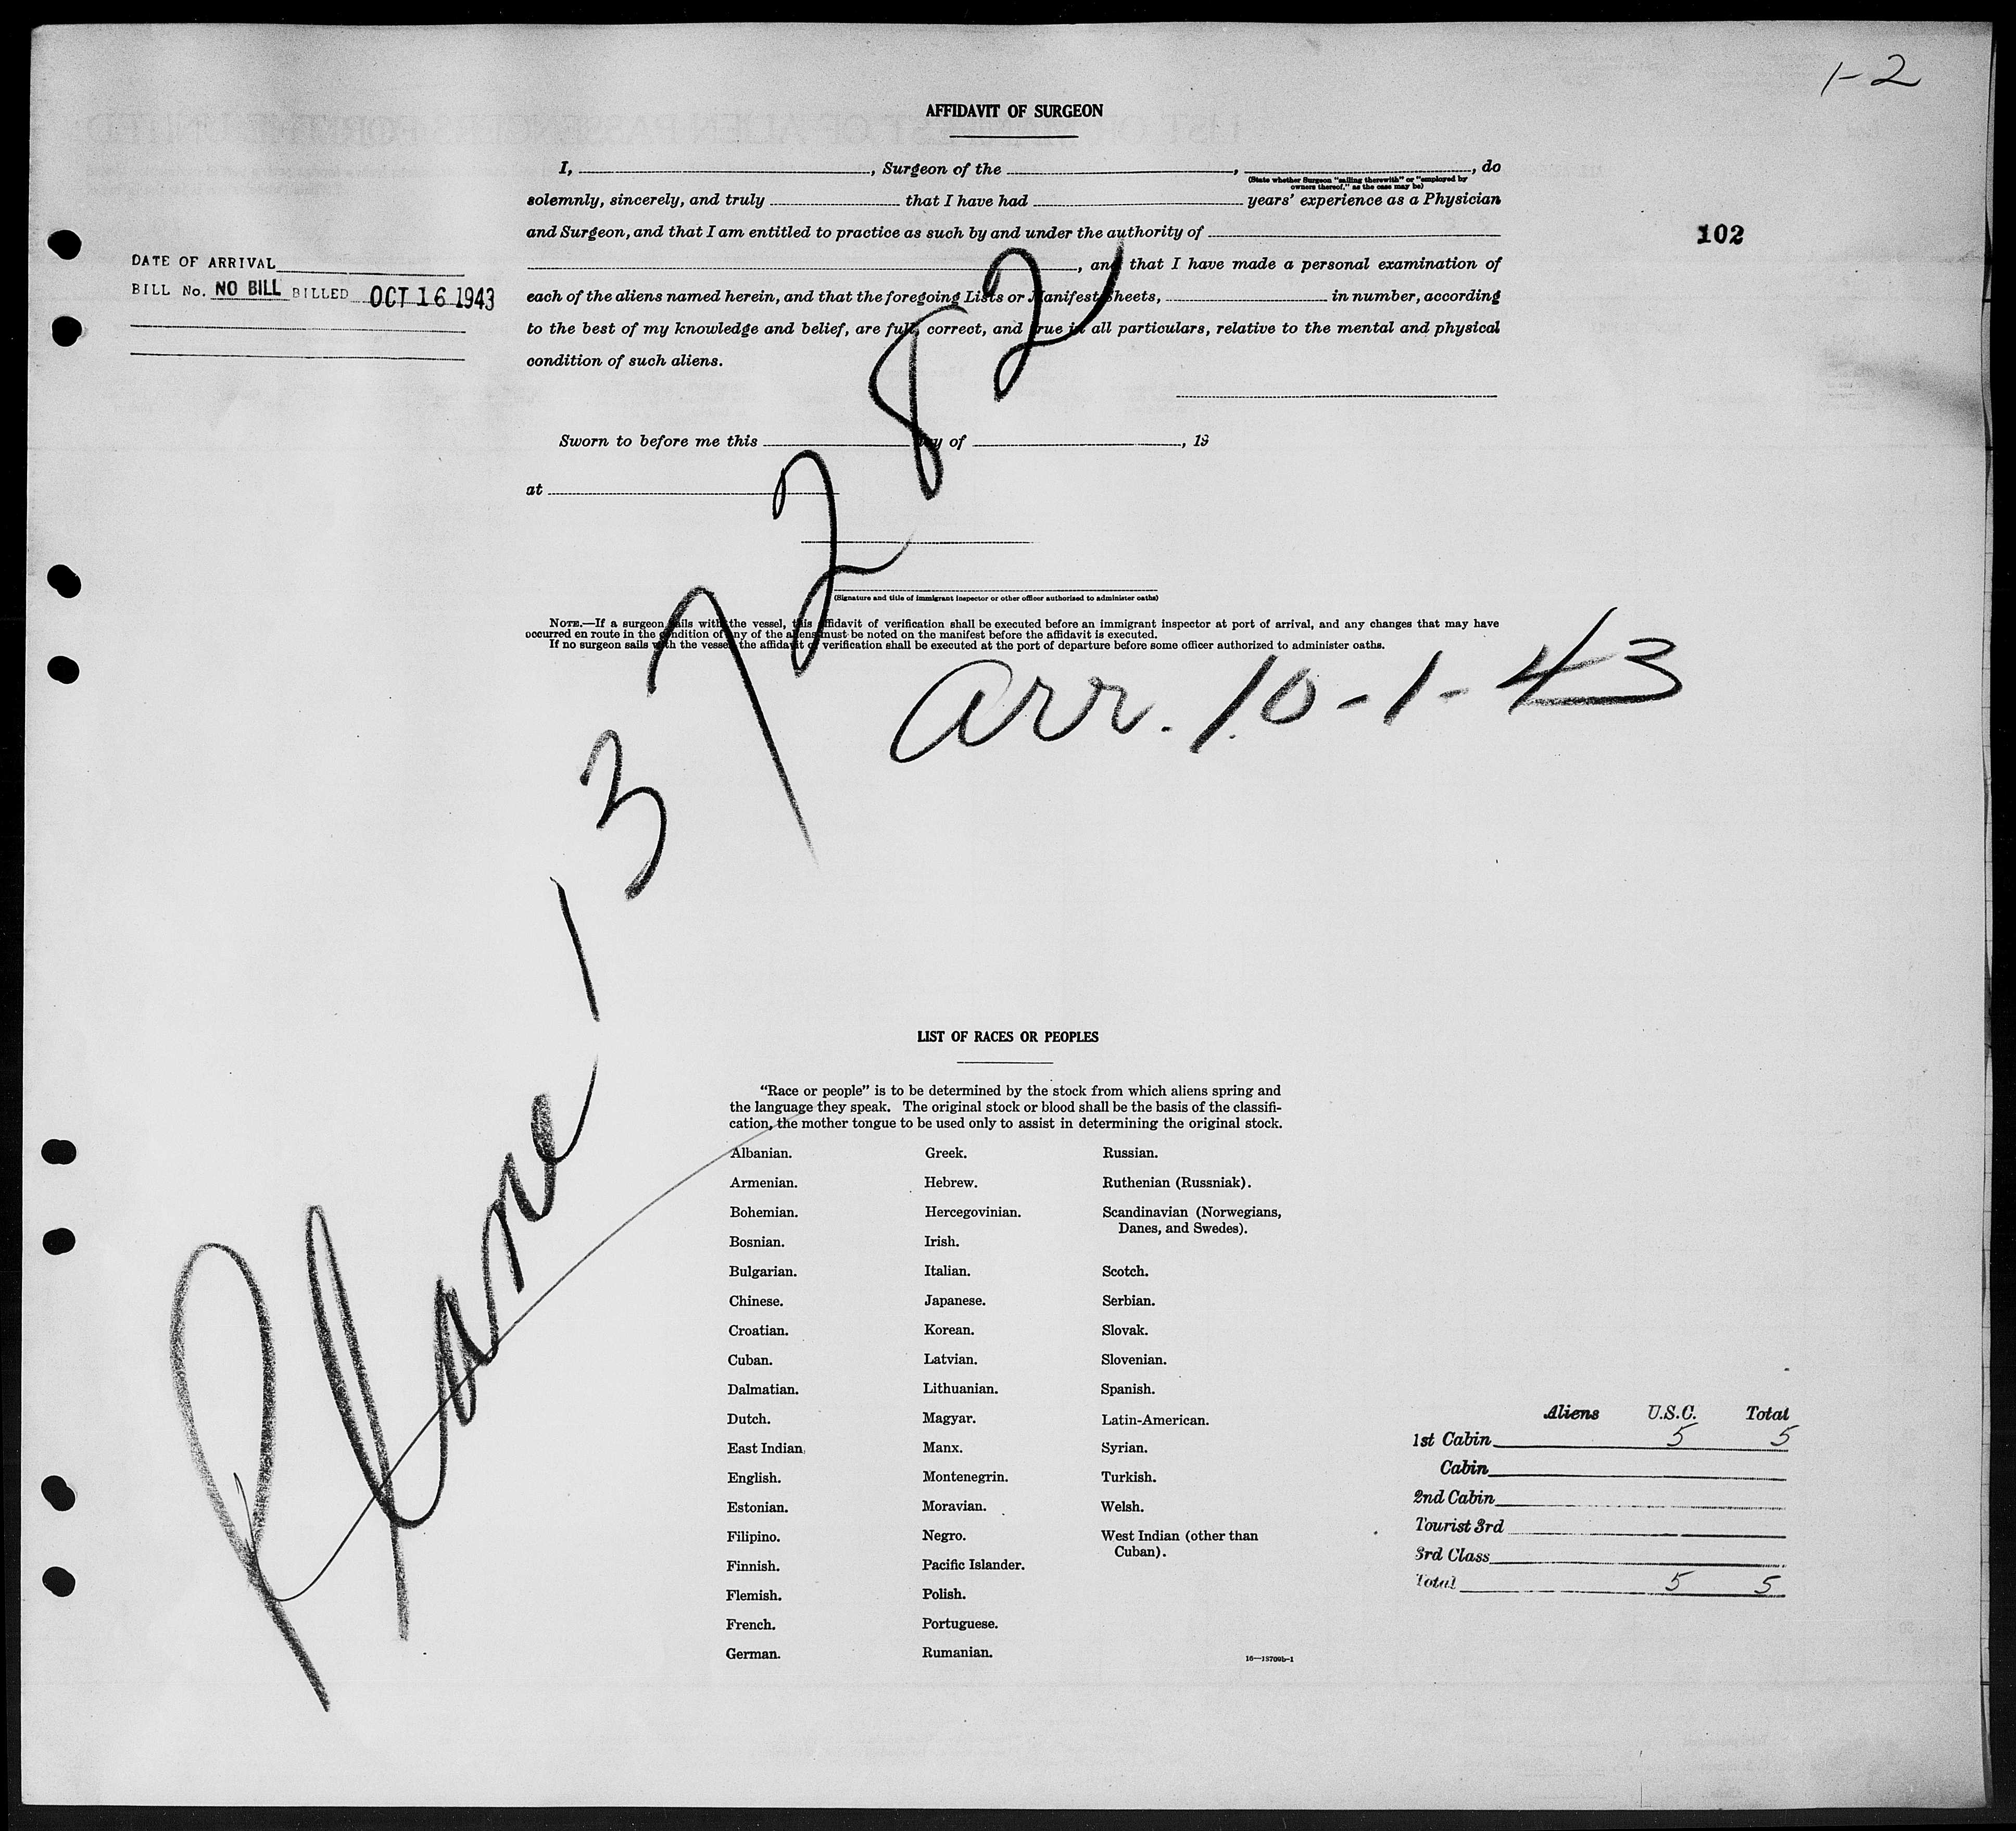 1-2
AFFIDAVIT OF SURGEON
I, , Surgeon of the , , do
(State whether Surgeon "sailing therewith" or "employed by
owners thereof," as the case may be)
solemnly, sincerely, and truly that I have had years' experience as a Physician
and Surgeon, and that I am entitled to practice as such by and under the authority of
, and that I have made a personal examination of
each of the aliens named herein, and that the foregoing Lists or Manifest Sheets, in number, according
to the best of my knowledge and belief, are full, correct, and true in all particulars, relative to the mental and physical
condition of such aliens.
102
DATE OF ARRIVAL
BILL No. NO BILL BILLED OCT 16 1943
Sworn to before me this day of , 19
at
(Signature and title of immigrant inspector or other officer authorized to administer oaths)
NOTE.—If a surgeon sails with the vessel, this affidavit of verification shall be executed before an immigrant inspector at port of arrival, and any changes that may have
occurred en route in the condition of any of the aliens must be noted on the manifest before the affidavit is executed.
If no surgeon sails with the vessel the affidavit of verification shall be executed at the port of departure before some officer authorized to administer oaths.
Plane 137282
arr. 10-1-43
LIST OF RACES OR PEOPLES
"Race or people" is to be determined by the stock from which aliens spring and
the language they speak. The original stock or blood shall be the basis of the classifi-
cation, the mother tongue to be used only to assist in determining the original stock.
Albanian.
Armenian.
Bohemian.
Bosnian.
Bulgarian.
Chinese.
Croatian.
Cuban.
Dalmatian.
Dutch.
East Indian.
English.
Estonian.
Filipino.
Finnish.
Flemish.
French.
German.
Greek.
Hebrew.
Hercegovinian.
Irish.
Italian.
Japanese.
Korean.
Latvian.
Lithuanian.
Magyar.
Manx.
Montenegrin.
Moravian.
Negro.
Pacific Islander.
Polish.
Portuguese.
Rumanian.
Russian.
Ruthenian (Russniak).
Scandinavian (Norwegians,
Danes, and Swedes).
Scotch.
Serbian.
Slovak.
Slovenian.
Spanish.
Latin-American.
Syrian.
Turkish.
Welsh.
West Indian (other than
Cuban).
16—18709b-1
Aliens U.S.C. Total
1st Cabin 5 5
Cabin
2nd Cabin
Tourist 3rd
3rd Class
Total 5 5